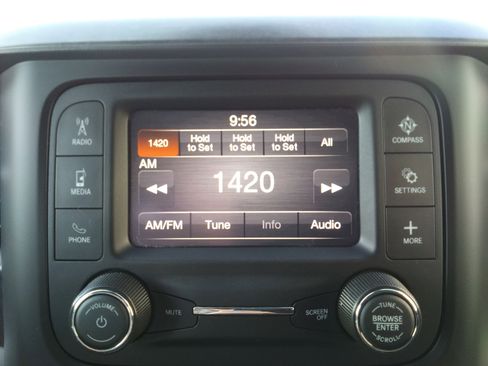 9:56
1420 Hold to Set Hold to Set Hold to Set All
AM
1420
AM/FM Tune Info Audio
RADIO
MEDIA
PHONE
N
COMPASS
SETTINGS
+
MORE
VOLUME
MUTE
SCREEN OFF
TUNE
BROWSE
ENTER
SCROLL